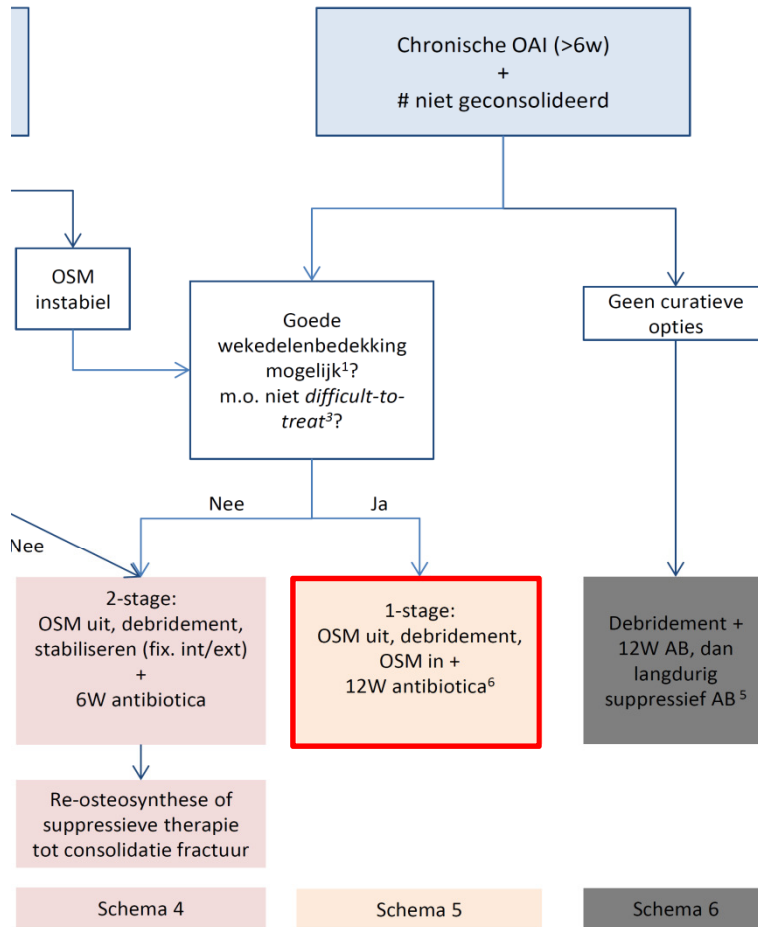 Chronische OAI (>6w)
+
# niet geconsolideerd
OSM
instabiel
Goede
wekedelenbedekking
mogelijk¹?
m.o. niet difficult-to-
treat³?
Geen curatieve
opties
Nee
Ja
Nee
2-stage:
OSM uit, debridement,
stabiliseren (fix. int/ext)
+
6W antibiotica
1-stage:
OSM uit, debridement,
OSM in +
12W antibiotica⁶
Debridement +
12W AB, dan
langdurig
suppressief AB ⁵
Re-osteosynthese of
suppressieve therapie
tot consolidatie fractuur
Schema 4
Schema 5
Schema 6